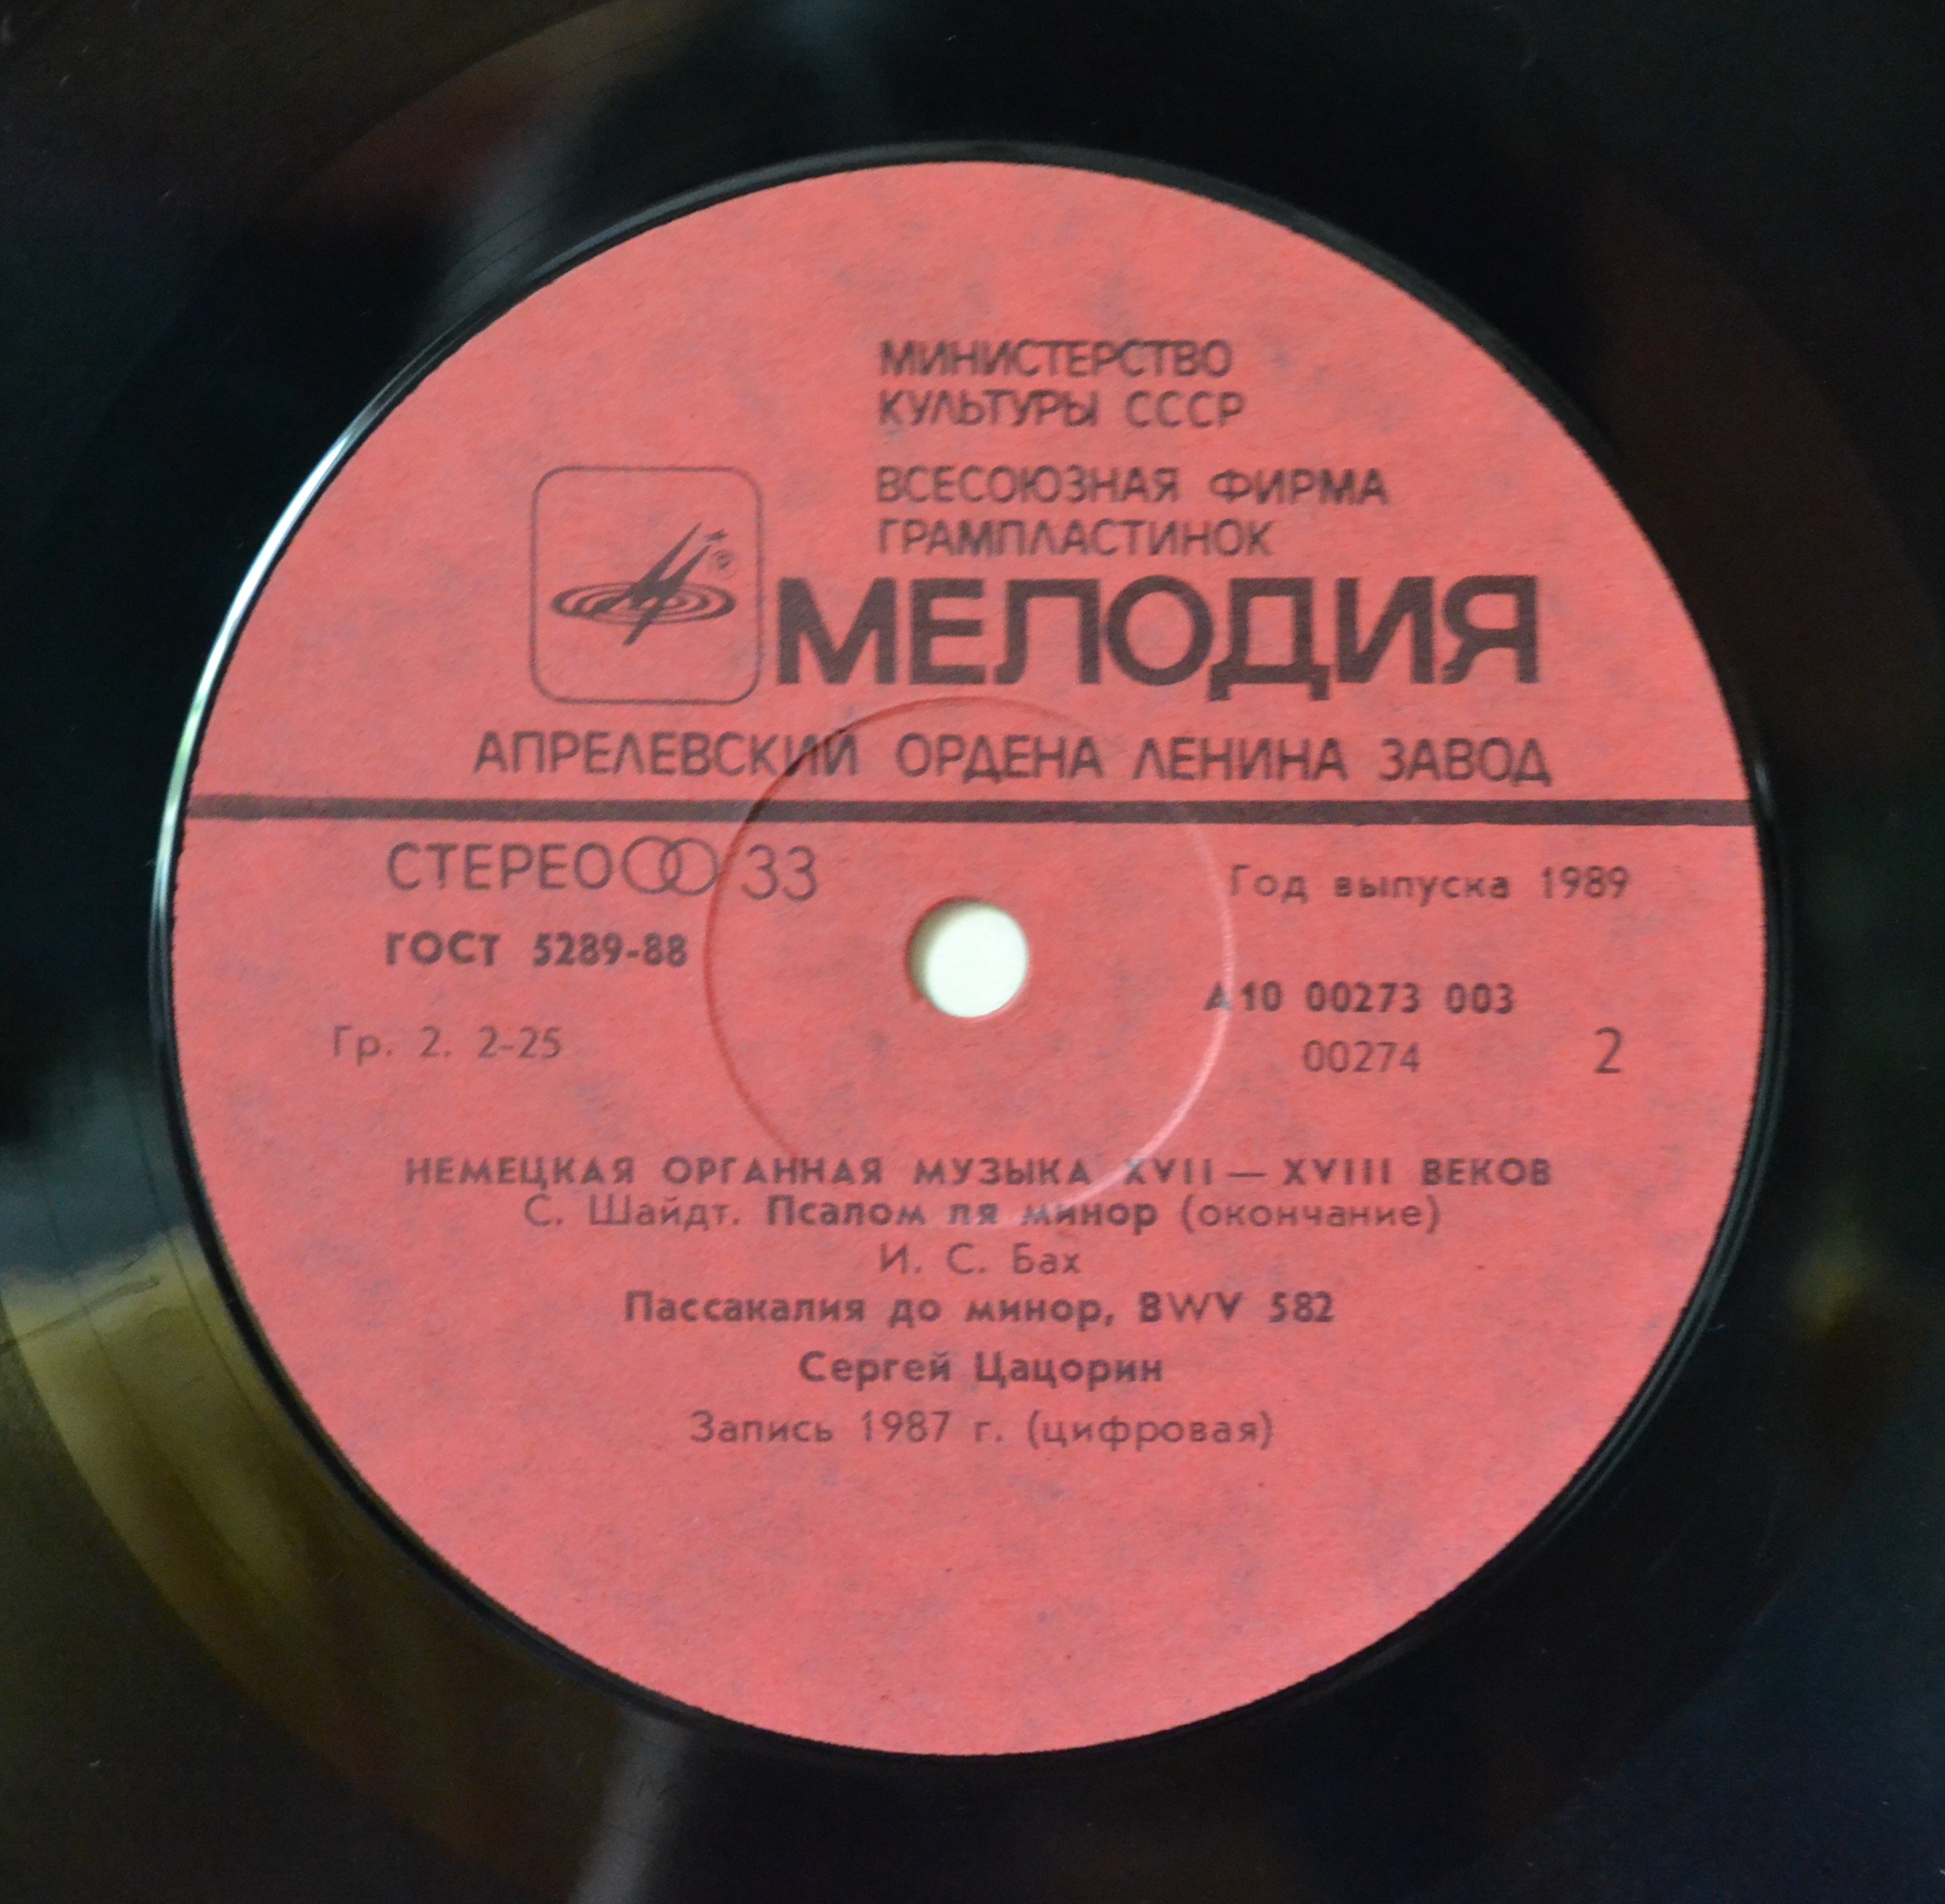 МИНИСТЕРСТВО
КУЛЬТУРЫ СССР
ВСЕСОЮЗНАЯ ФИРМА
ГРАМПЛАСТИНОК
МЕЛОДИЯ
АПРЕЛЕВСКИЙ ОРДЕНА ЛЕНИНА ЗАВОД
СТЕРЕО 33
Год выпуска 1989
ГОСТ 5289-88
А10 00273 003
Гр. 2. 2-25
00274 2
НЕМЕЦКАЯ ОРГАННАЯ МУЗЫКА XVII — XVIII ВЕКОВ
С. Шайдт. Псалом ля минор (окончание)
И. С. Бах
Пассакалия до минор, BWV 582
Сергей Цацорин
Запись 1987 г. (цифровая)